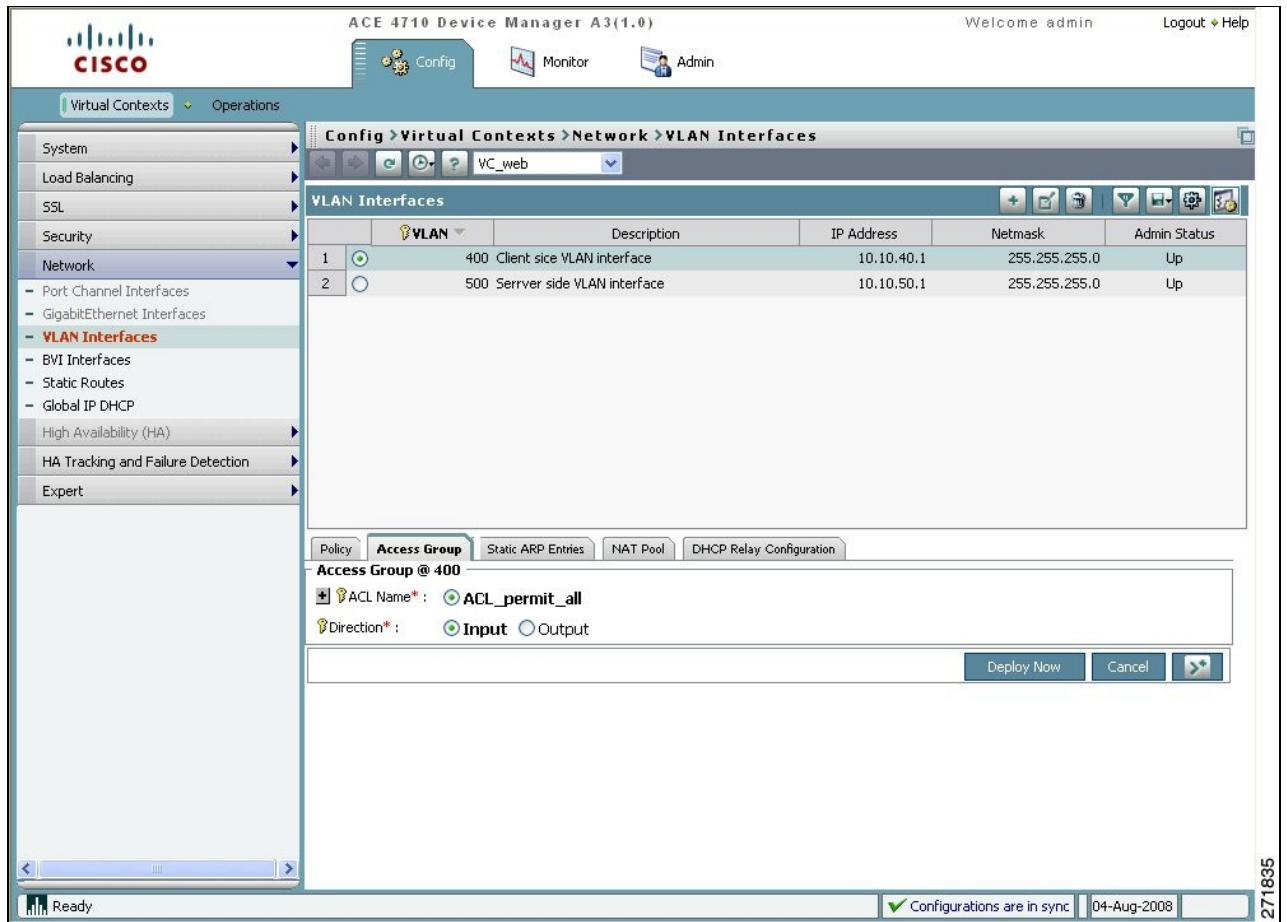 ACE 4710 Device Manager A3(1.0)
Welcome admin
Logout Help
CISCO
Config
Monitor
Admin
Virtual Contexts
Operations
System
Load Balancing
SSL
Security
Network
Port Channel Interfaces
GigabitEthernet Interfaces
VLAN Interfaces
BVI Interfaces
Static Routes
Global IP DHCP
High Availability (HA)
HA Tracking and Failure Detection
Expert
Config > Virtual Contexts > Network > VLAN Interfaces
VC_web
VLAN Interfaces
VLAN Description IP Address Netmask Admin Status
1 400 Client sice VLAN interface 10.10.40.1 255.255.255.0 Up
2 500 Serrver side VLAN interface 10.10.50.1 255.255.255.0 Up
Policy Access Group Static ARP Entries NAT Pool DHCP Relay Configuration
Access Group @ 400
ACL Name* : ACL_permit_all
Direction* : Input Output
Deploy Now Cancel
Ready
Configurations are in sync 04-Aug-2008
271835